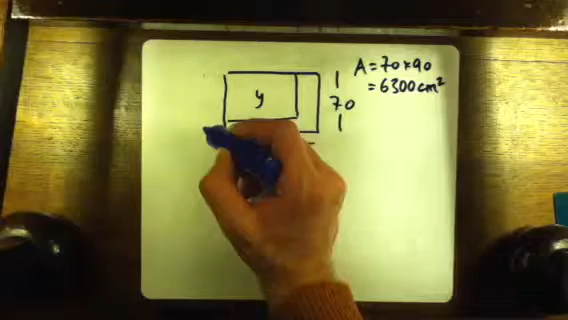 A = 70 × 90
= 6300 cm²
y
70